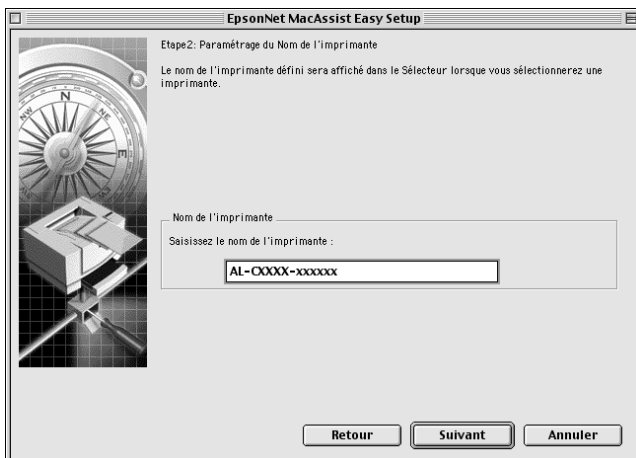 EpsonNet MacAssist Easy Setup
Etape2: Paramétrage du Nom de l'imprimante
Le nom de l'imprimante défini sera affiché dans le Sélecteur lorsque vous sélectionnerez une
imprimante.
N
NW
NE
E
Nom de l'imprimante
Saisissez le nom de l'imprimante :
AL-CXXXX-xxxxxx
Retour
Suivant
Annuler